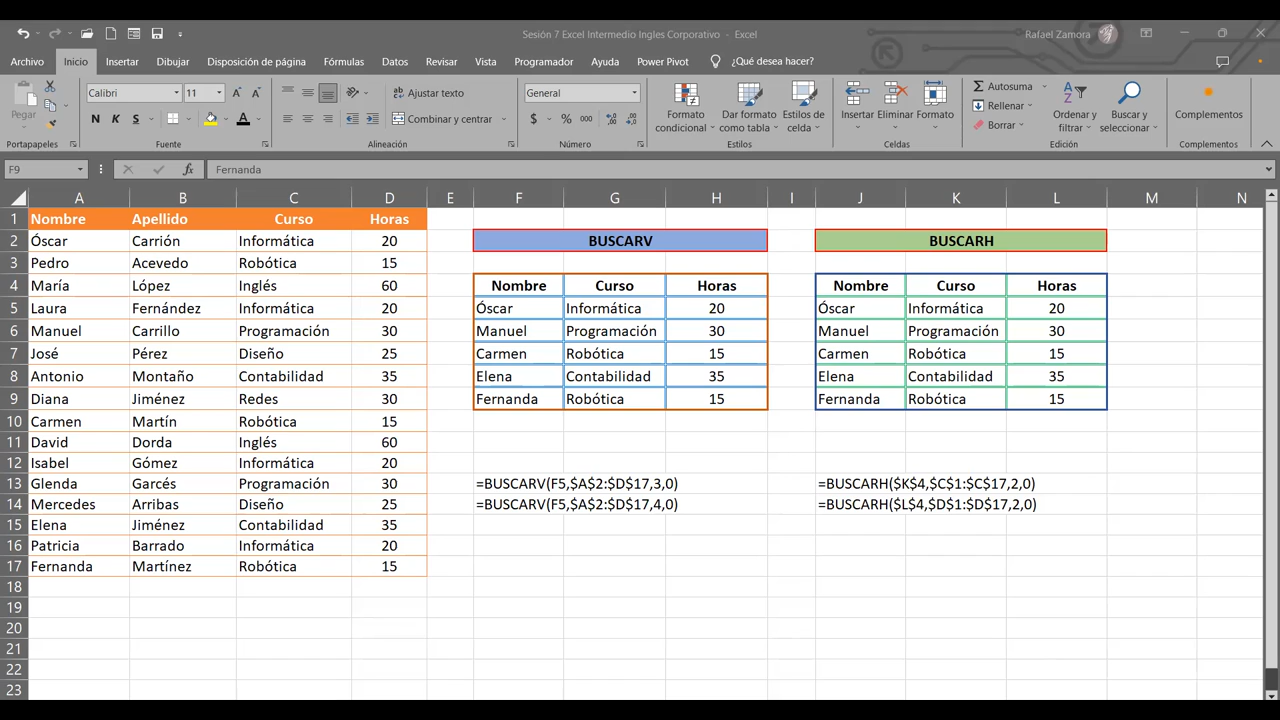 Sesión 7 Excel Intermedio Ingles Corporativo - Excel
Rafael Zamora
Archivo Inicio Insertar Dibujar Disposición de página Fórmulas Datos Revisar Vista Programador Ayuda Power Pivot ¿Qué desea hacer?
Pegar
Calibri 11
N K S
Ajustar texto
Combinar y centrar
General
$ % 000
Formato condicional
Dar formato como tabla
Estilos de celda
Insertar Eliminar Formato
Autosuma
Rellenar
Borrar
Ordenar y filtrar
Buscar y seleccionar
Complementos
Portapapeles Fuente Alineación Número Estilos Celdas Edición Complementos
F9 fx Fernanda
A B C D E F G H I J K L M N
1 Nombre Apellido Curso Horas
2 Óscar Carrión Informática 20 BUSCARV BUSCARH
3 Pedro Acevedo Robótica 15
4 María López Inglés 60 Nombre Curso Horas Nombre Curso Horas
5 Laura Fernández Informática 20 Óscar Informática 20 Óscar Informática 20
6 Manuel Carrillo Programación 30 Manuel Programación 30 Manuel Programación 30
7 José Pérez Diseño 25 Carmen Robótica 15 Carmen Robótica 15
8 Antonio Montaño Contabilidad 35 Elena Contabilidad 35 Elena Contabilidad 35
9 Diana Jiménez Redes 30 Fernanda Robótica 15 Fernanda Robótica 15
10 Carmen Martín Robótica 15
11 David Dorda Inglés 60
12 Isabel Gómez Informática 20
13 Glenda Garcés Programación 30 =BUSCARV(F5,$A$2:$D$17,3,0) =BUSCARH($K$4,$C$1:$C$17,2,0)
14 Mercedes Arribas Diseño 25 =BUSCARV(F5,$A$2:$D$17,4,0) =BUSCARH($L$4,$D$1:$D$17,2,0)
15 Elena Jiménez Contabilidad 35
16 Patricia Barrado Informática 20
17 Fernanda Martínez Robótica 15
18
19
20
21
22
23